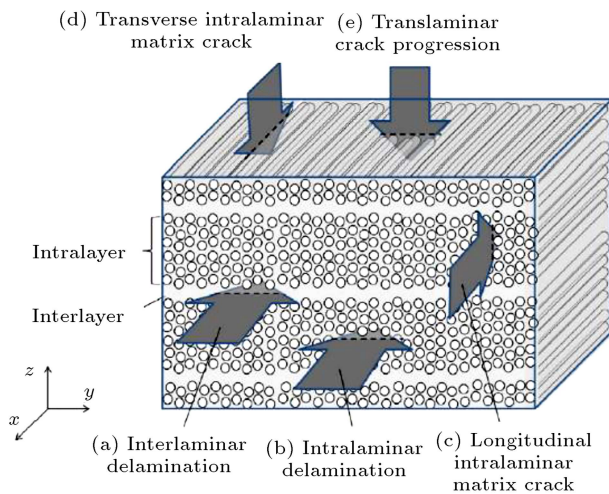 (d) Transverse intralaminar
matrix crack
(e) Translaminar
crack progression
Intralayer
Interlayer
z
y
x
(a) Interlaminar
delamination
(b) Intralaminar
delamination
(c) Longitudinal
intralaminar
matrix crack